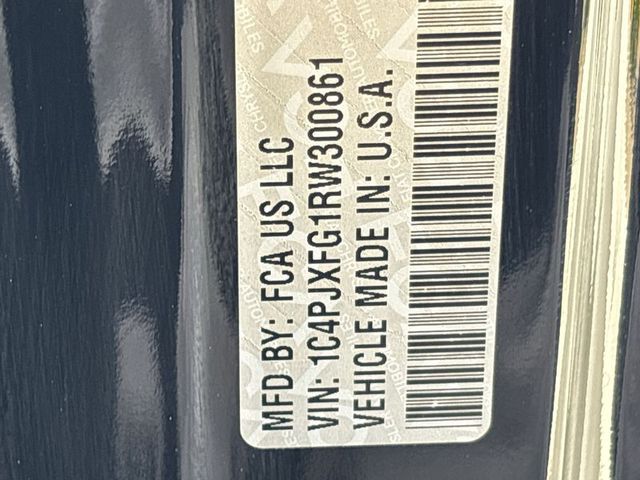 MFD BY: FCA US LLC
VIN: 1C4PJXFG1RW300861
VEHICLE MADE IN: U.S.A.